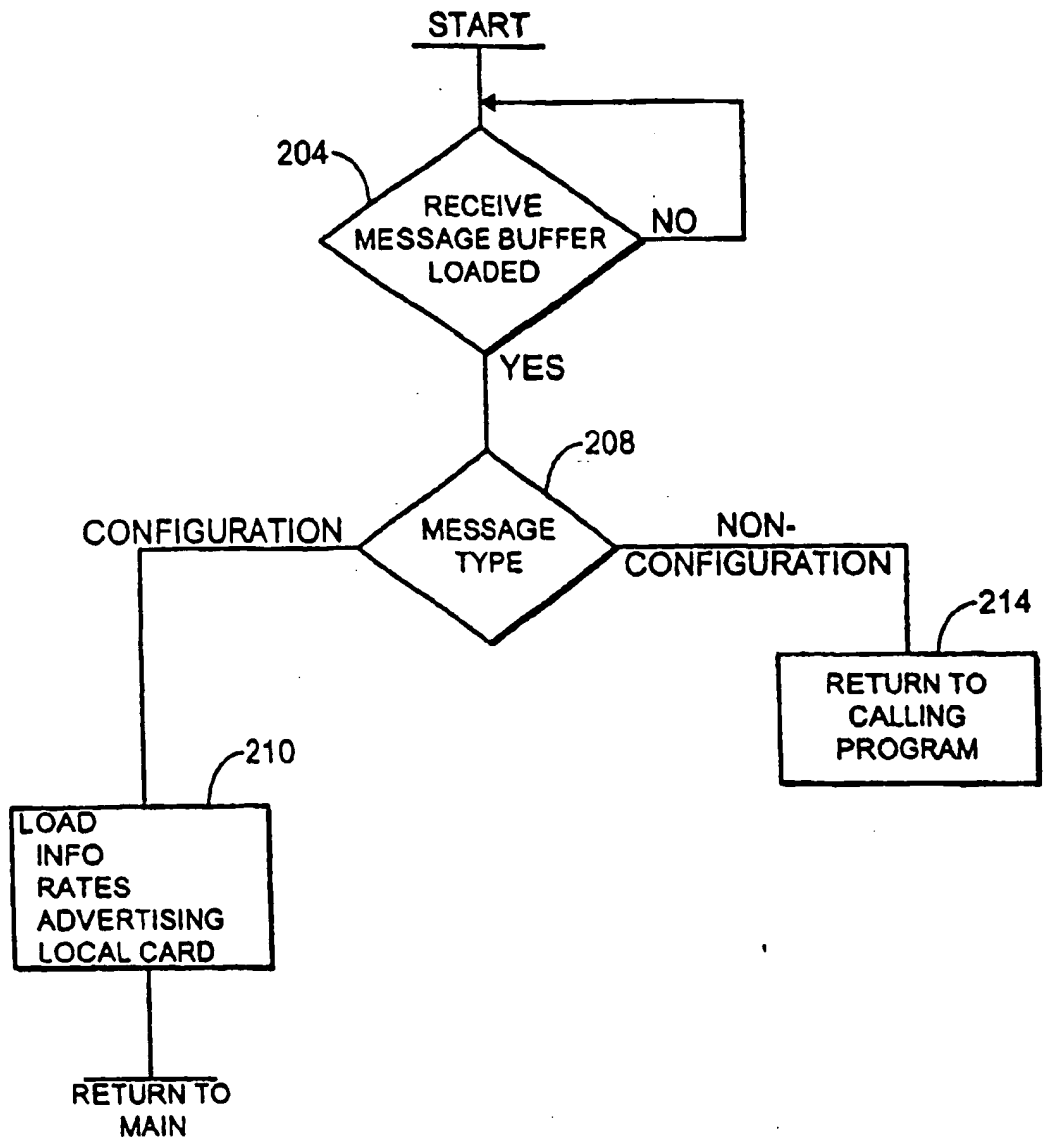 START
204
RECEIVE
MESSAGE BUFFER
LOADED
NO
YES
208
CONFIGURATION
MESSAGE
TYPE
NON-
CONFIGURATION
214
RETURN TO
CALLING
PROGRAM
210
LOAD
INFO
RATES
ADVERTISING
LOCAL CARD
RETURN TO
MAIN